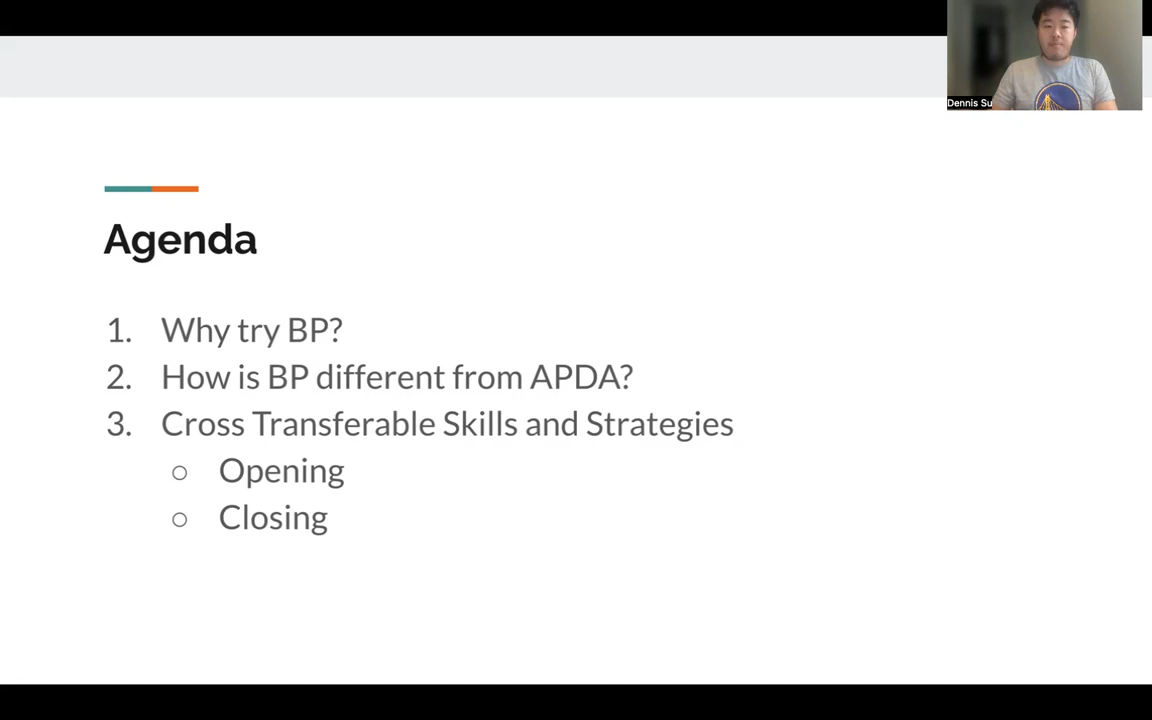 Dennis Su
Agenda
1. Why try BP?
2. How is BP different from APDA?
3. Cross Transferable Skills and Strategies
○ Opening
○ Closing